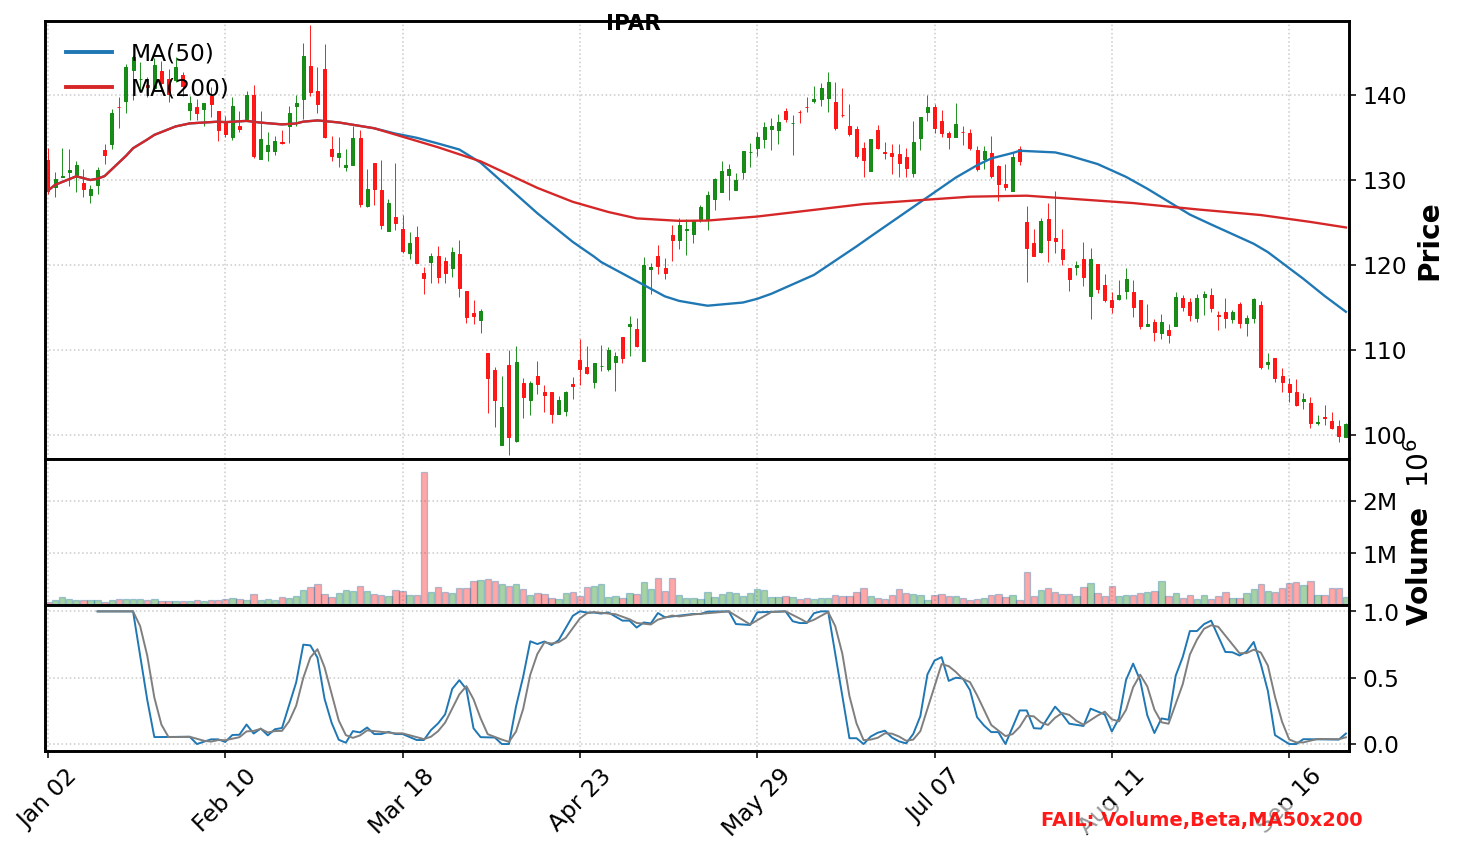 IPAR
MA(50)
MA(200)
140
130
120
110
100
Price
10^6
2M
1M
Volume
1.0
0.5
0.0
Jan 02
Feb 10
Mar 18
Apr 23
May 29
Jul 07
Aug 11
Sep 16
FAIL: Volume,Beta,MA50x200